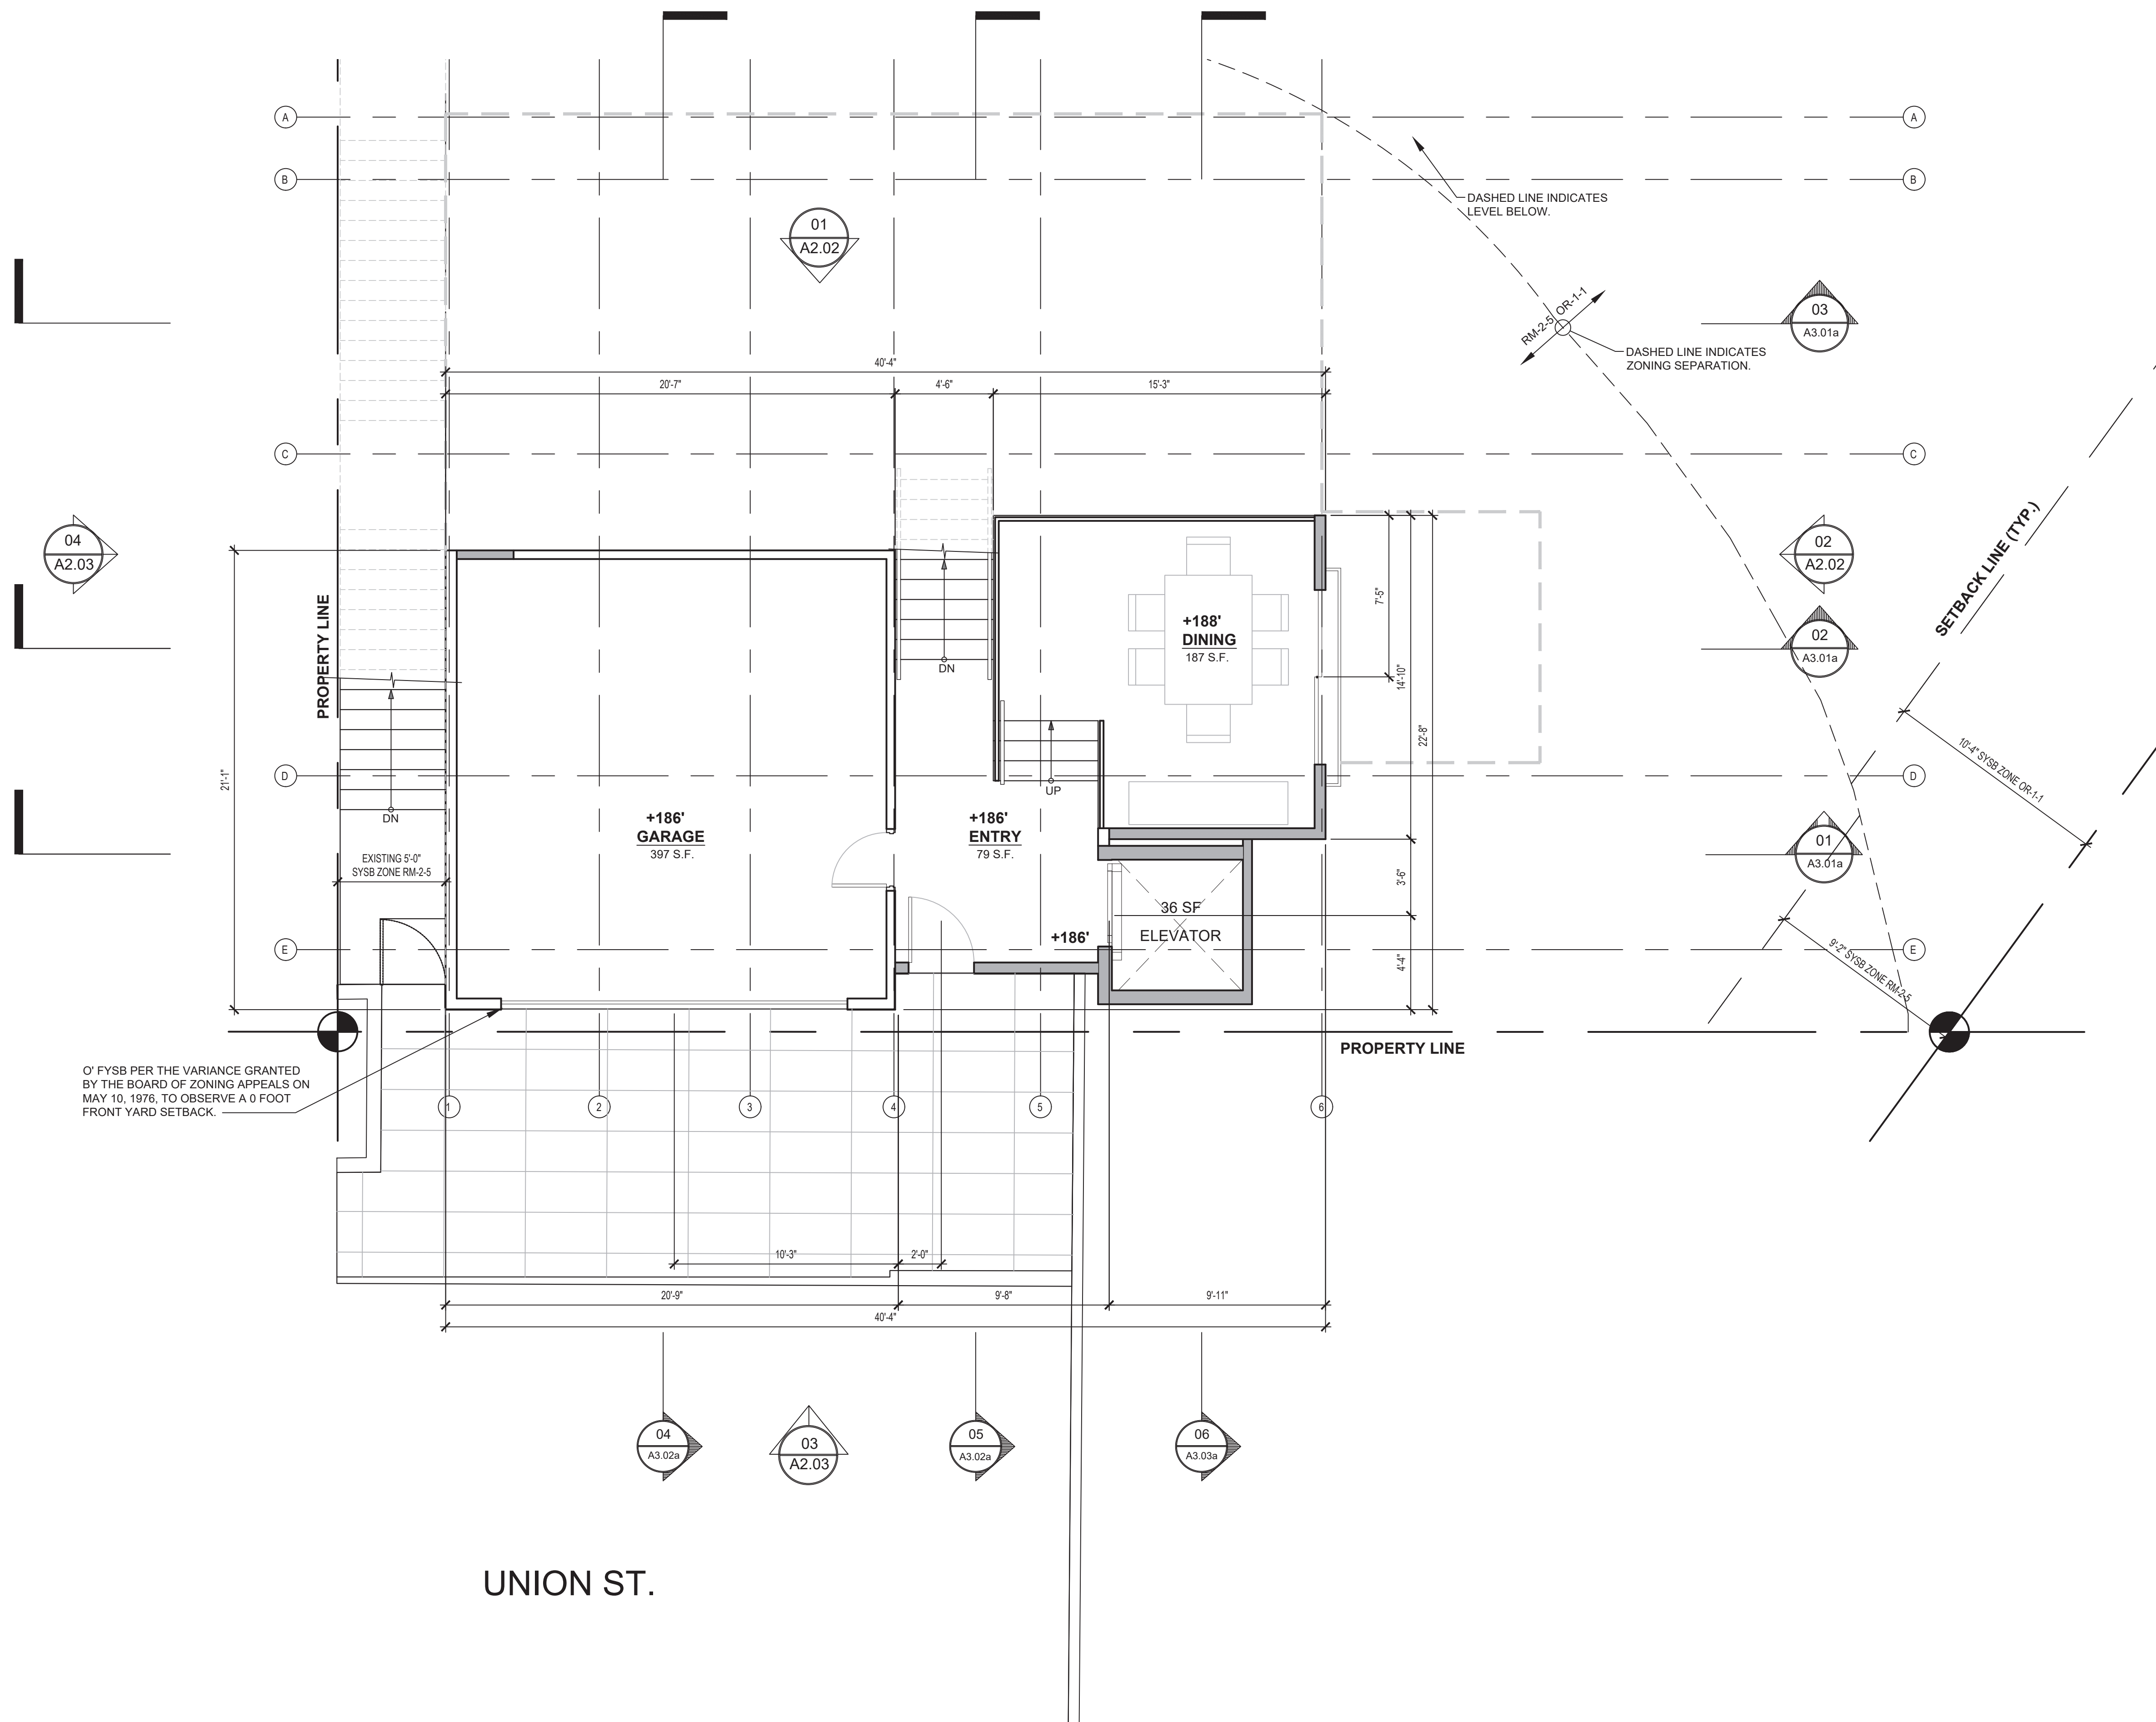 A
A
B
B
DASHED LINE INDICATES
LEVEL BELOW.
01
A2.02
RM-2-5
OR-1-1
03
A3.01a
DASHED LINE INDICATES
ZONING SEPARATION.
40'-4"
20'-7"
4'-6"
15'-3"
C
C
04
A2.03
02
A2.02
SETBACK LINE (TYP.)
PROPERTY LINE
7'-5"
14'-10"
22'-8"
+188'
DINING
187 S.F.
02
A3.01a
DN
10'-4" SYSB ZONE OR-1-1
21'-1"
D
D
UP
DN
+186'
GARAGE
397 S.F.
+186'
ENTRY
79 S.F.
01
A3.01a
EXISTING 5'-0"
SYSB ZONE RM-2-5
3'-6"
36 SF
ELEVATOR
+186'
E
E
4'-4"
9'-2" SYSB ZONE RM-2-5
PROPERTY LINE
O' FYSB PER THE VARIANCE GRANTED
BY THE BOARD OF ZONING APPEALS ON
MAY 10, 1976, TO OBSERVE A 0 FOOT
FRONT YARD SETBACK.
1
2
3
4
5
6
10'-3"
2'-0"
20'-9"
9'-8"
9'-11"
40'-4"
04
A3.02a
03
A2.03
05
A3.02a
06
A3.03a
UNION ST.